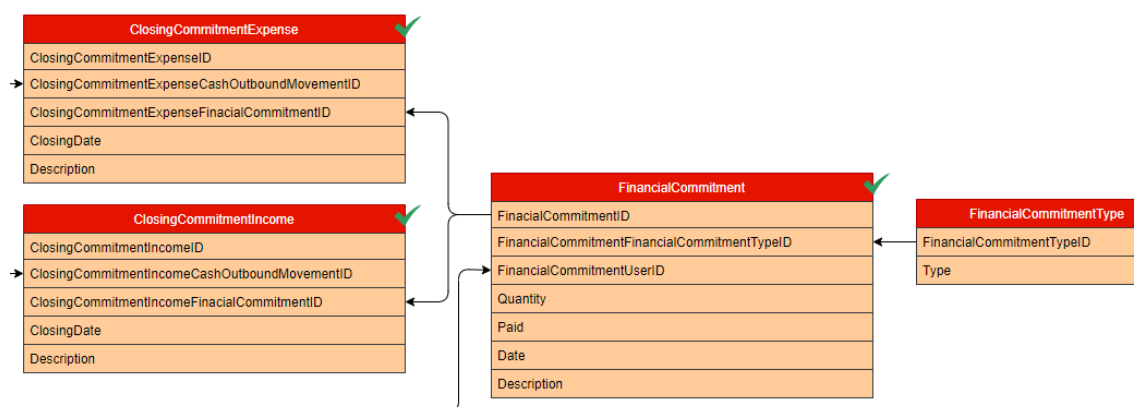 ClosingCommitmentExpense
ClosingCommitmentExpenseID
ClosingCommitmentExpenseCashOutboundMovementID
ClosingCommitmentExpenseFinacialCommitmentID
ClosingDate
Description
ClosingCommitmentIncome
ClosingCommitmentIncomeID
ClosingCommitmentIncomeCashOutboundMovementID
ClosingCommitmentIncomeFinacialCommitmentID
ClosingDate
Description
FinancialCommitment
FinacialCommitmentID
FinancialCommitmentFinancialCommitmentTypeID
FinancialCommitmentUserID
Quantity
Paid
Date
Description
FinancialCommitmentType
FinancialCommitmentTypeID
Type